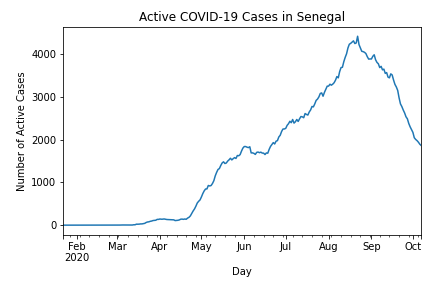 Active COVID-19 Cases in Senegal
Number of Active Cases
4000
3000
2000
1000
0
Feb Mar Apr May Jun Jul Aug Sep Oct
2020
Day